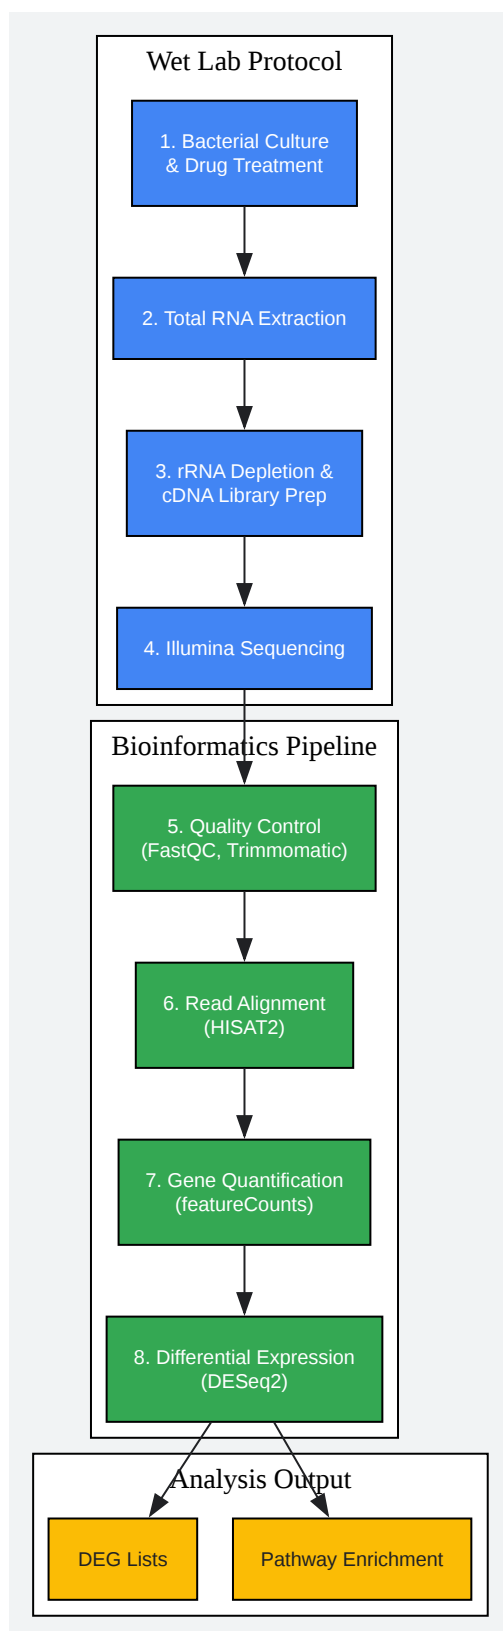 Wet Lab Protocol
1. Bacterial Culture
& Drug Treatment
2. Total RNA Extraction
3. rRNA Depletion &
cDNA Library Prep
4. Illumina Sequencing
Bioinformatics Pipeline
5. Quality Control
(FastQC, Trimmomatic)
6. Read Alignment
(HISAT2)
7. Gene Quantification
(featureCounts)
8. Differential Expression
(DESeq2)
Analysis Output
DEG Lists
Pathway Enrichment